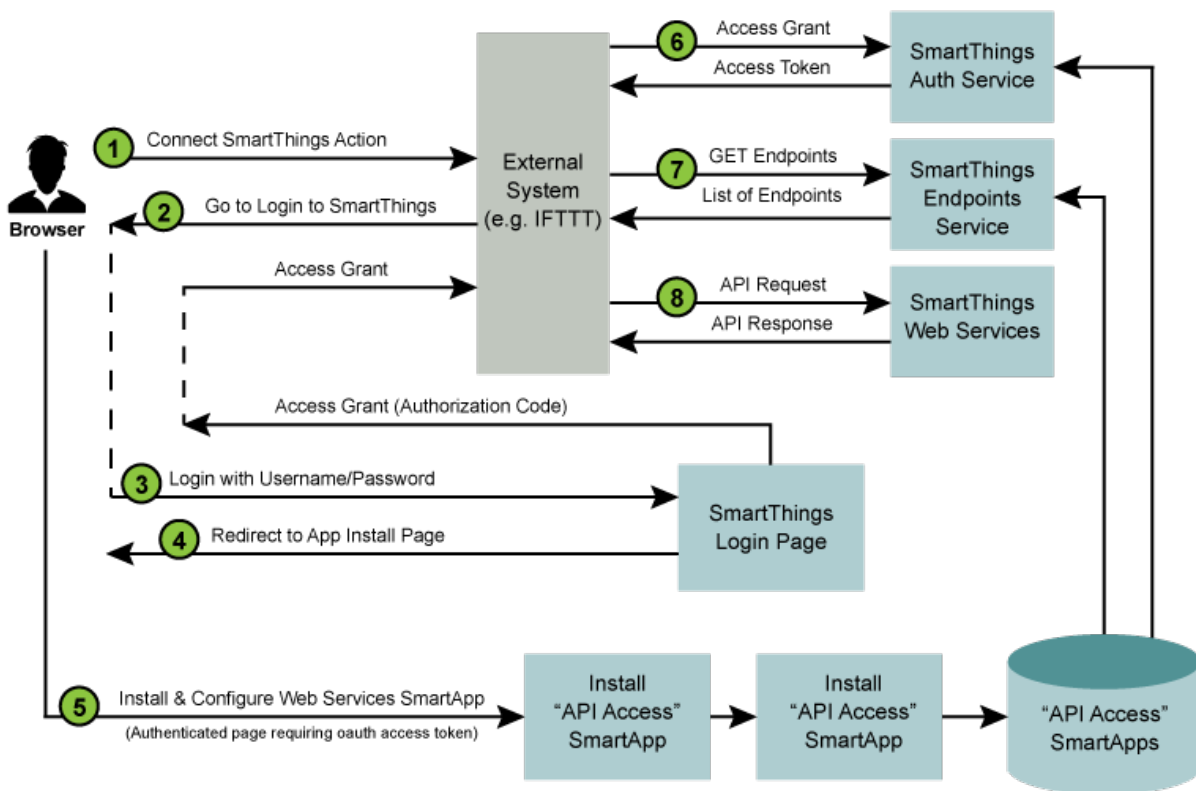 6
Access Grant
Access Token
SmartThings
Auth Service
1
Connect SmartThings Action
External
System
(e.g. IFTTT)
7
GET Endpoints
List of Endpoints
SmartThings
Endpoints
Service
Browser
2
Go to Login to SmartThings
Access Grant
8
API Request
API Response
SmartThings
Web Services
Access Grant (Authorization Code)
3
Login with Username/Password
4
Redirect to App Install Page
SmartThings
Login Page
5
Install & Configure Web Services SmartApp
(Authenticated page requiring oauth access token)
Install
“API Access”
SmartApp
Install
“API Access”
SmartApp
“API Access”
SmartApps